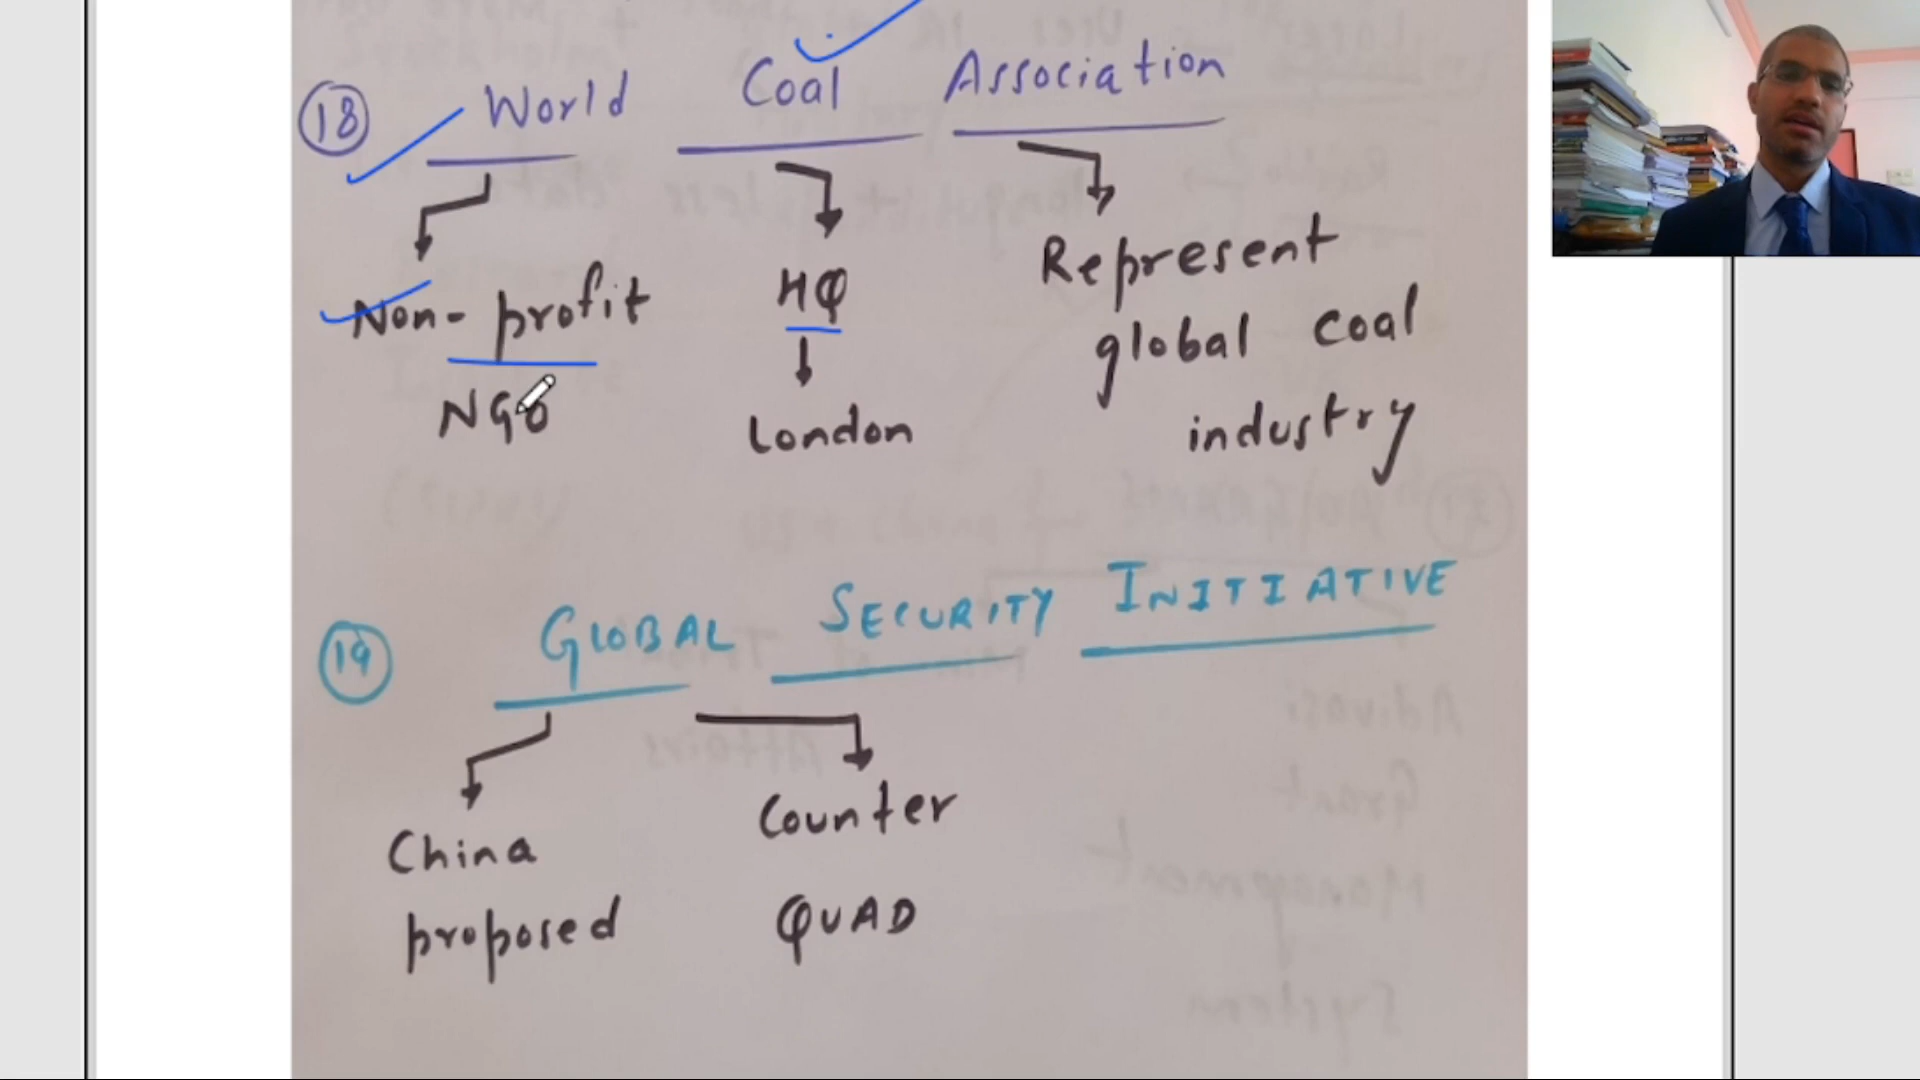 18 World Coal Association
Non-profit
NGO
HQ
London
Represent
global coal
industry
19 GLOBAL SECURITY INITIATIVE
China
proposed
Counter
QUAD